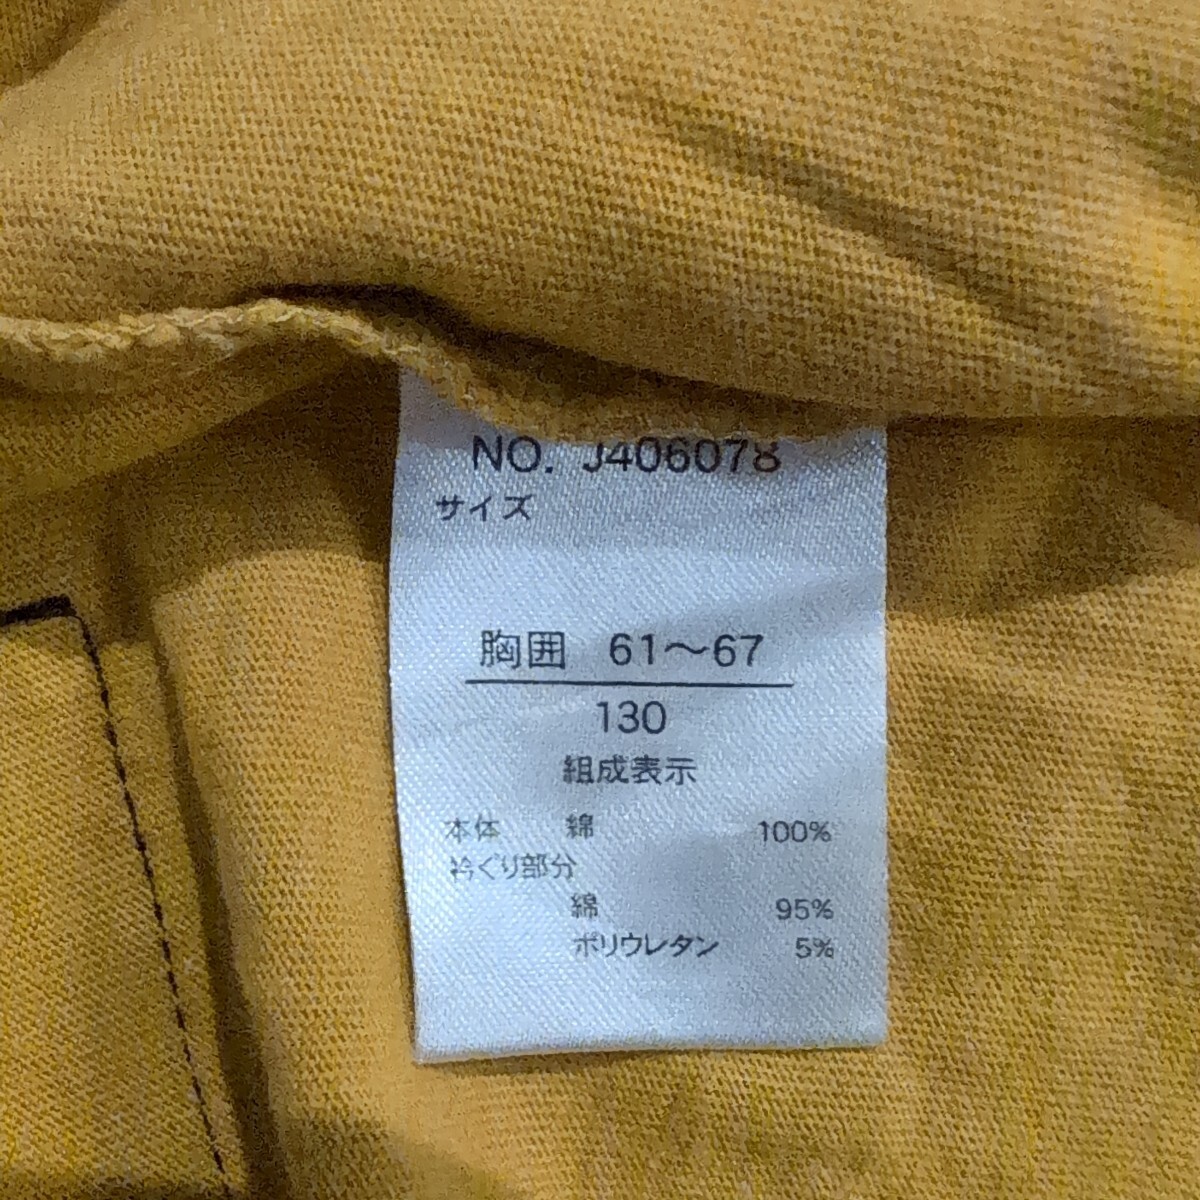 NO. J406078
サイズ
胸囲 61～67
130
組成表示
本体 綿 100%
衿ぐり部分
綿 95%
ポリウレタン 5%